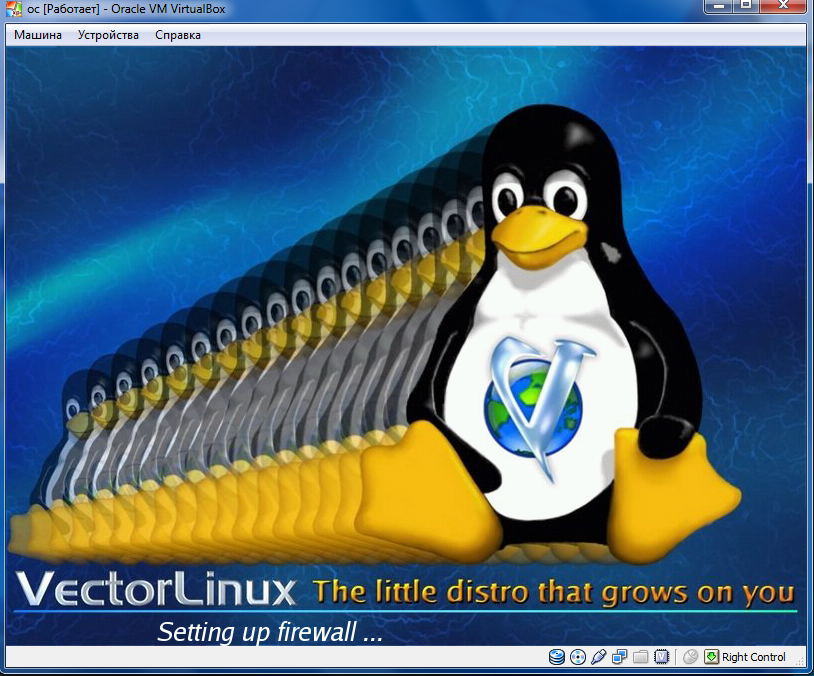 ос [Работает] - Oracle VM VirtualBox
Машина Устройства Справка
V
VectorLinux The little distro that grows on you
Setting up firewall ...
Right Control